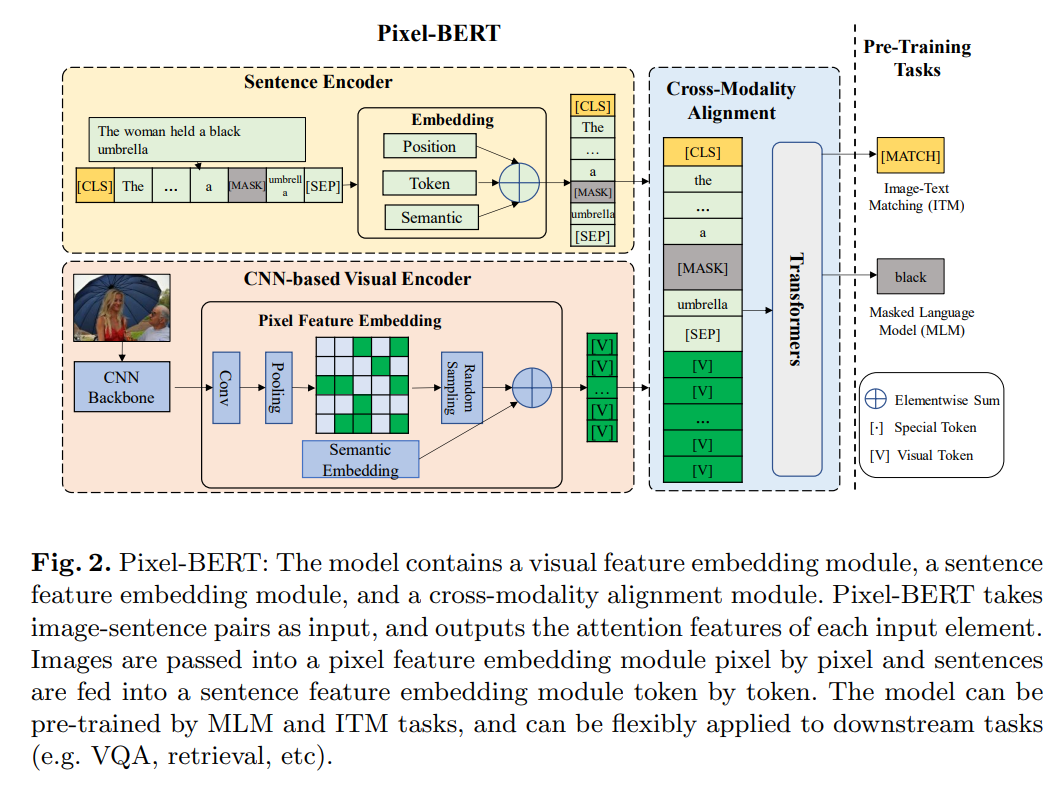 Pixel-BERT
Pre-Training
Tasks
Sentence Encoder
The woman held a black
umbrella
[CLS] The ... a [MASK] umbrell
a [SEP]
Embedding
Position
Token
Semantic
[CLS]
The
...
a
[MASK]
umbrella
[SEP]
CNN-based Visual Encoder
CNN
Backbone
Pixel Feature Embedding
Conv
Pooling
Random
Sampling
Semantic
Embedding
[V]
[V]
...
[V]
[V]
Cross-Modality
Alignment
[CLS]
the
...
a
[MASK]
umbrella
[SEP]
[V]
[V]
...
[V]
[V]
Transformers
[MATCH]
Image-Text
Matching (ITM)
black
Masked Language
Model (MLM)
Elementwise Sum
[·] Special Token
[V] Visual Token
Fig. 2. Pixel-BERT: The model contains a visual feature embedding module, a sentence
feature embedding module, and a cross-modality alignment module. Pixel-BERT takes
image-sentence pairs as input, and outputs the attention features of each input element.
Images are passed into a pixel feature embedding module pixel by pixel and sentences
are fed into a sentence feature embedding module token by token. The model can be
pre-trained by MLM and ITM tasks, and can be flexibly applied to downstream tasks
(e.g. VQA, retrieval, etc).